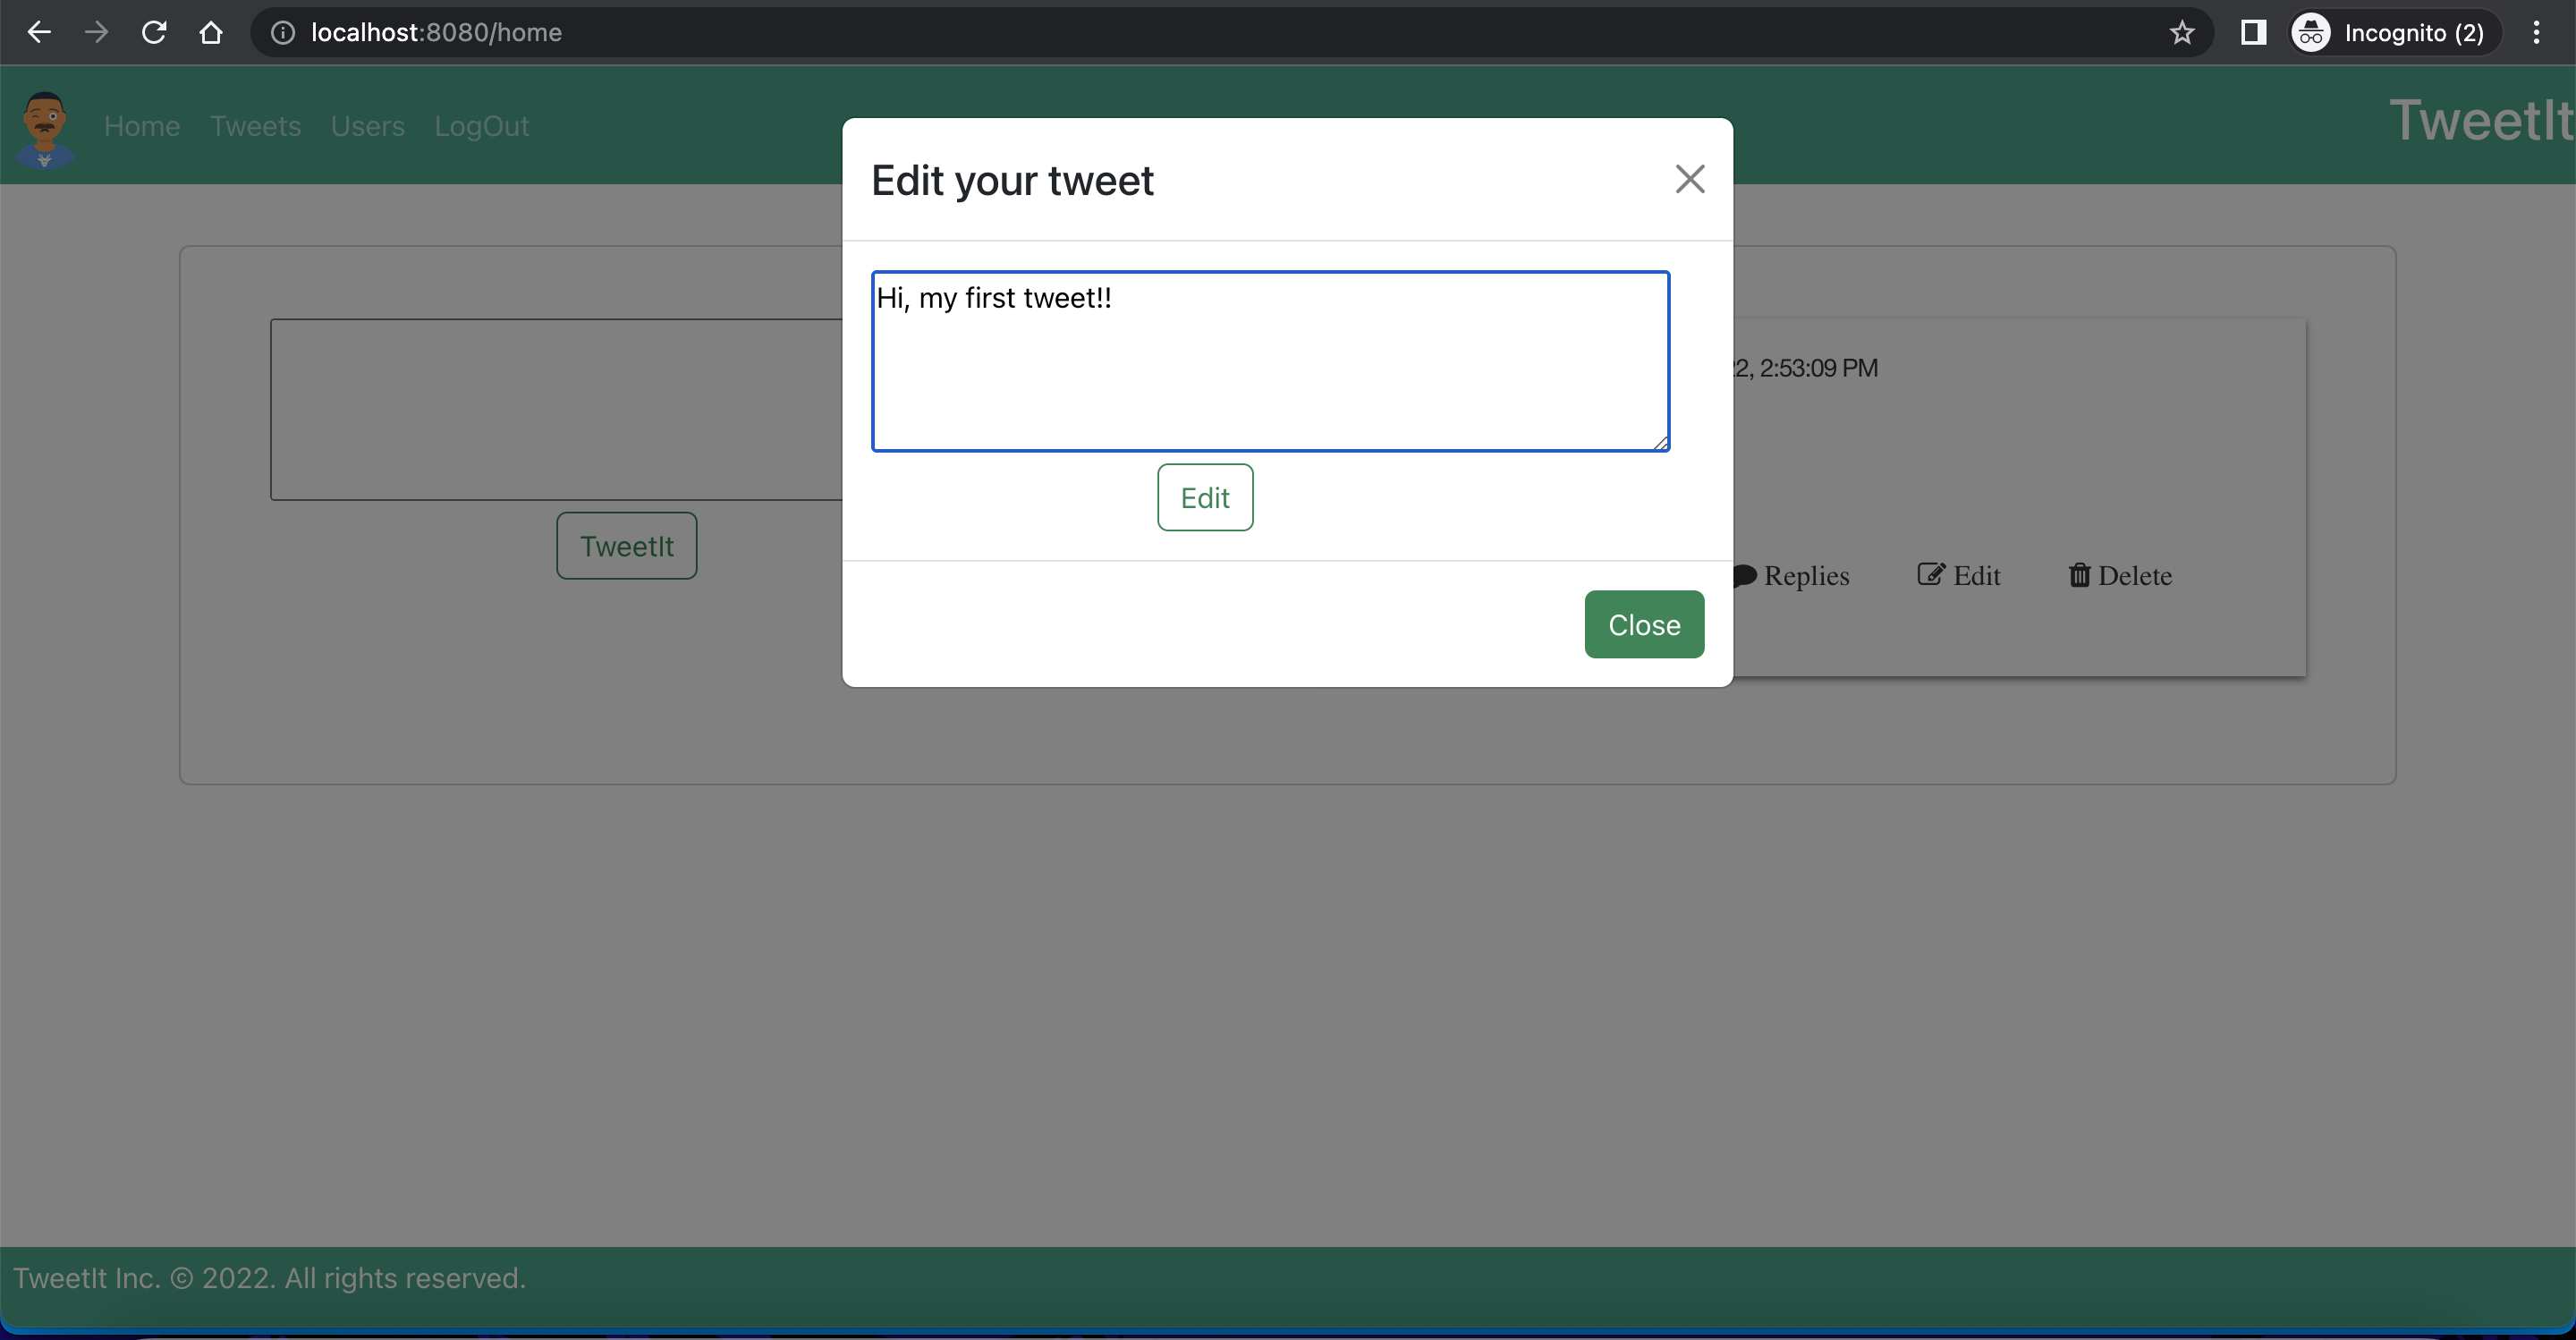 localhost:8080/home
Incognito (2)
Home Tweets Users LogOut
TweetIt
Edit your tweet
Hi, my first tweet!!
Edit
Close
TweetIt
2, 2:53:09 PM
Replies Edit Delete
TweetIt Inc. © 2022. All rights reserved.